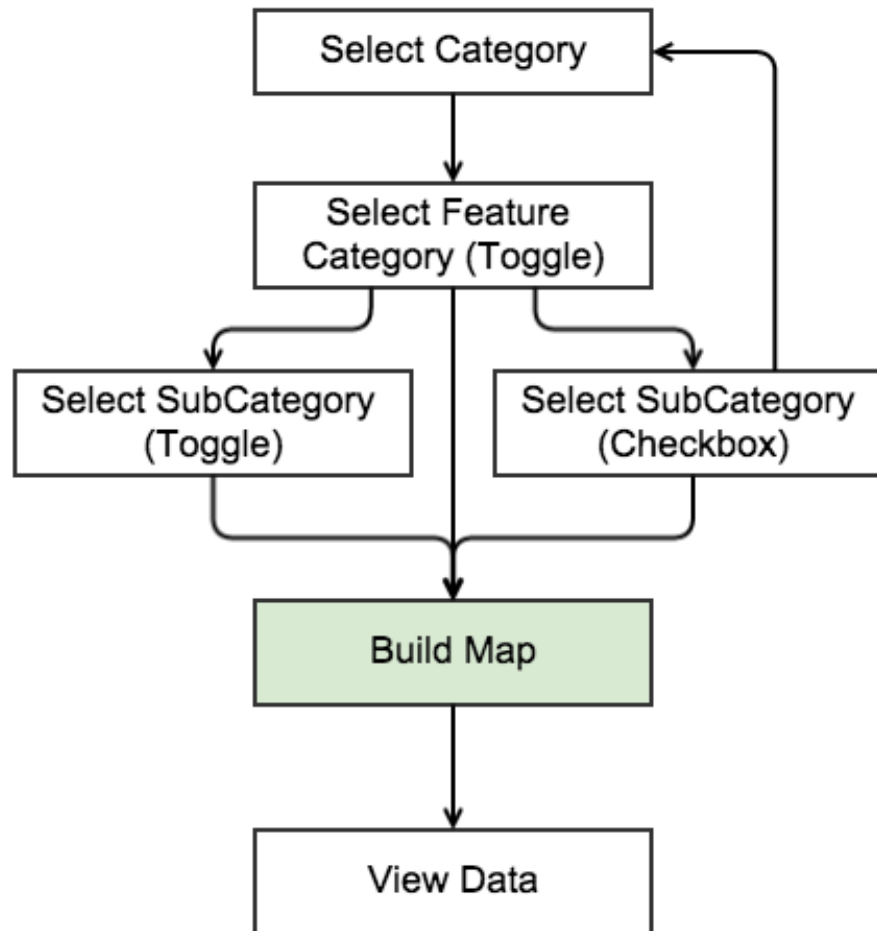 Select Category
Select Feature
Category (Toggle)
Select SubCategory
(Toggle)
Select SubCategory
(Checkbox)
Build Map
View Data